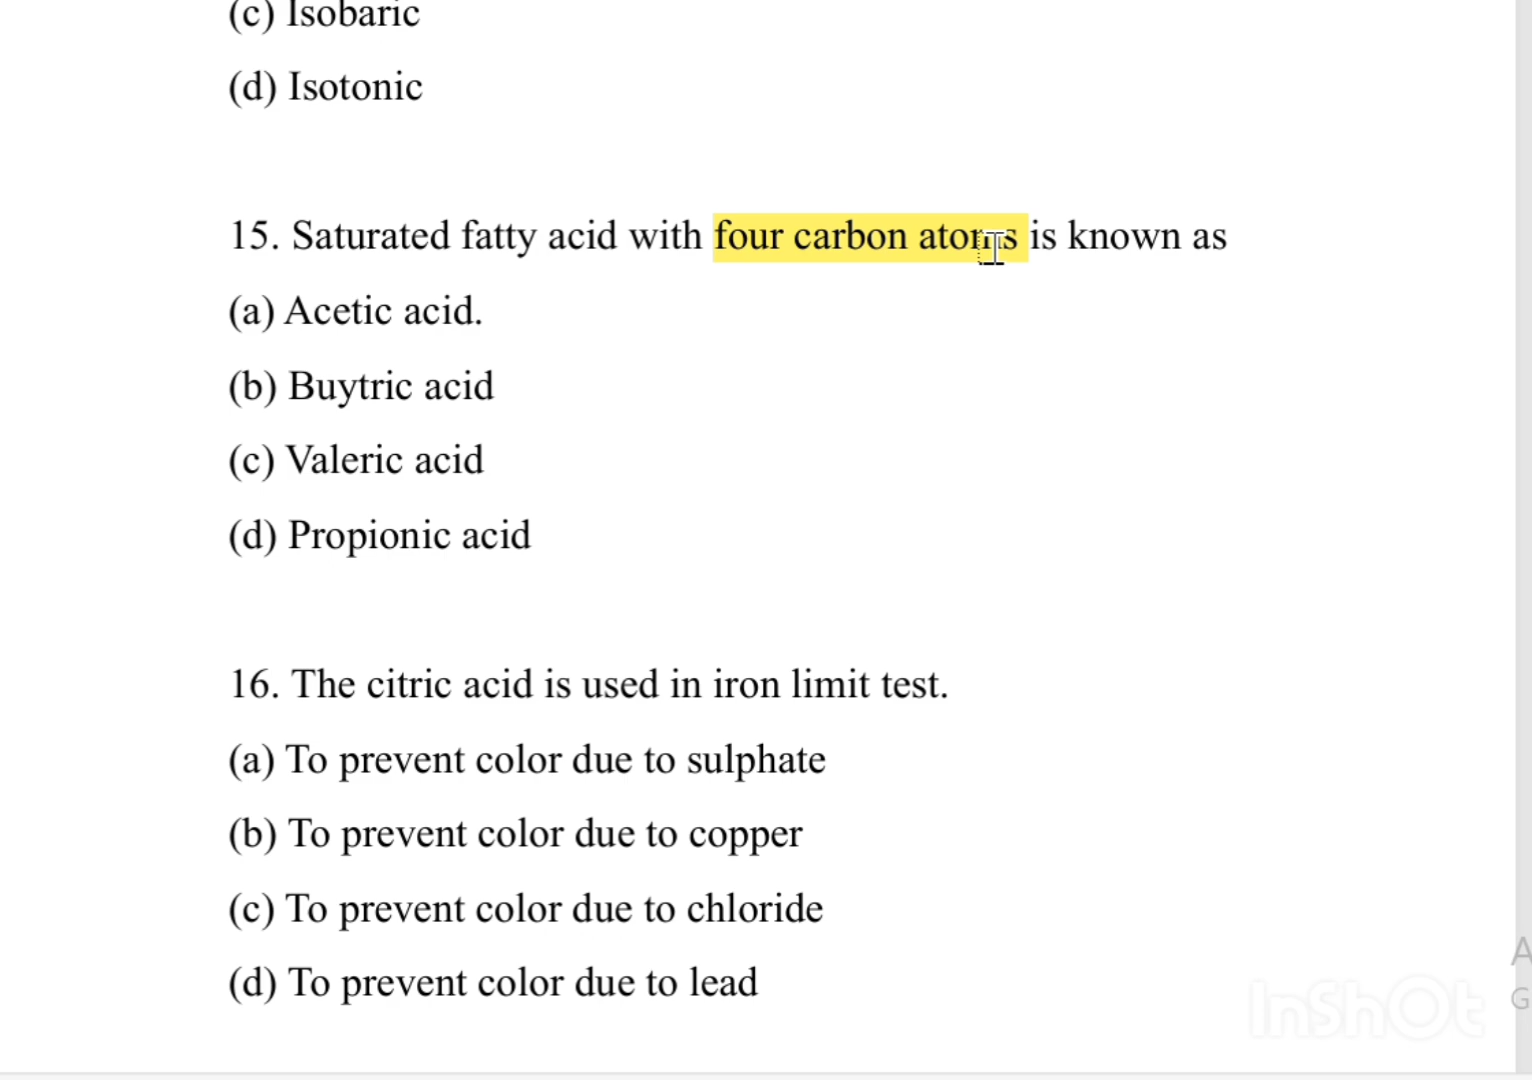 (c) Isobaric
(d) Isotonic
15. Saturated fatty acid with four carbon atoms is known as
(a) Acetic acid.
(b) Buytric acid
(c) Valeric acid
(d) Propionic acid
16. The citric acid is used in iron limit test.
(a) To prevent color due to sulphate
(b) To prevent color due to copper
(c) To prevent color due to chloride
(d) To prevent color due to lead
InShOt